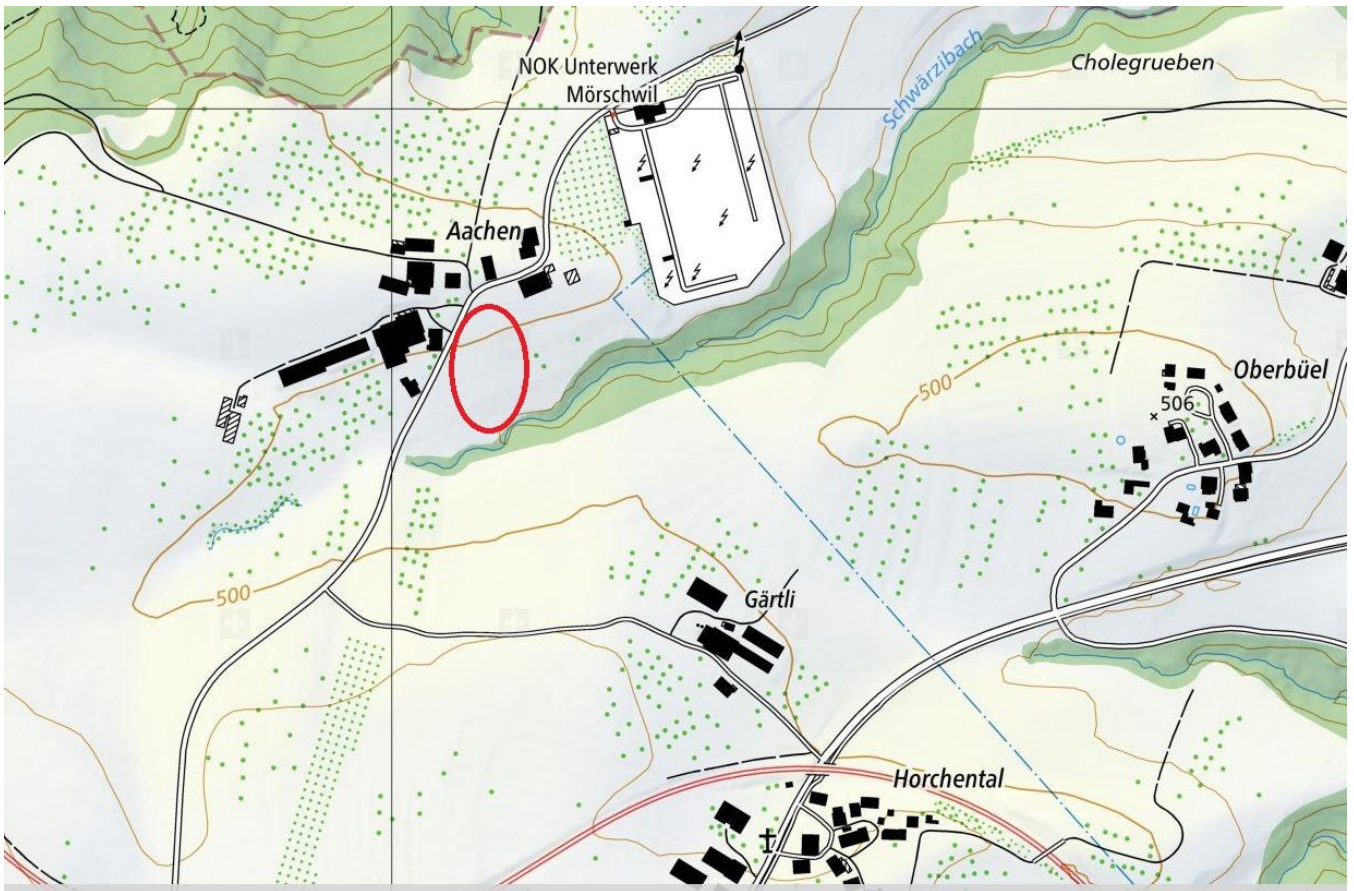 NOK Unterwerk
Mörschwil
Schwärzibach
Cholegrueben
Aachen
Oberbüel
500
506
500
Gärtli
Horchental